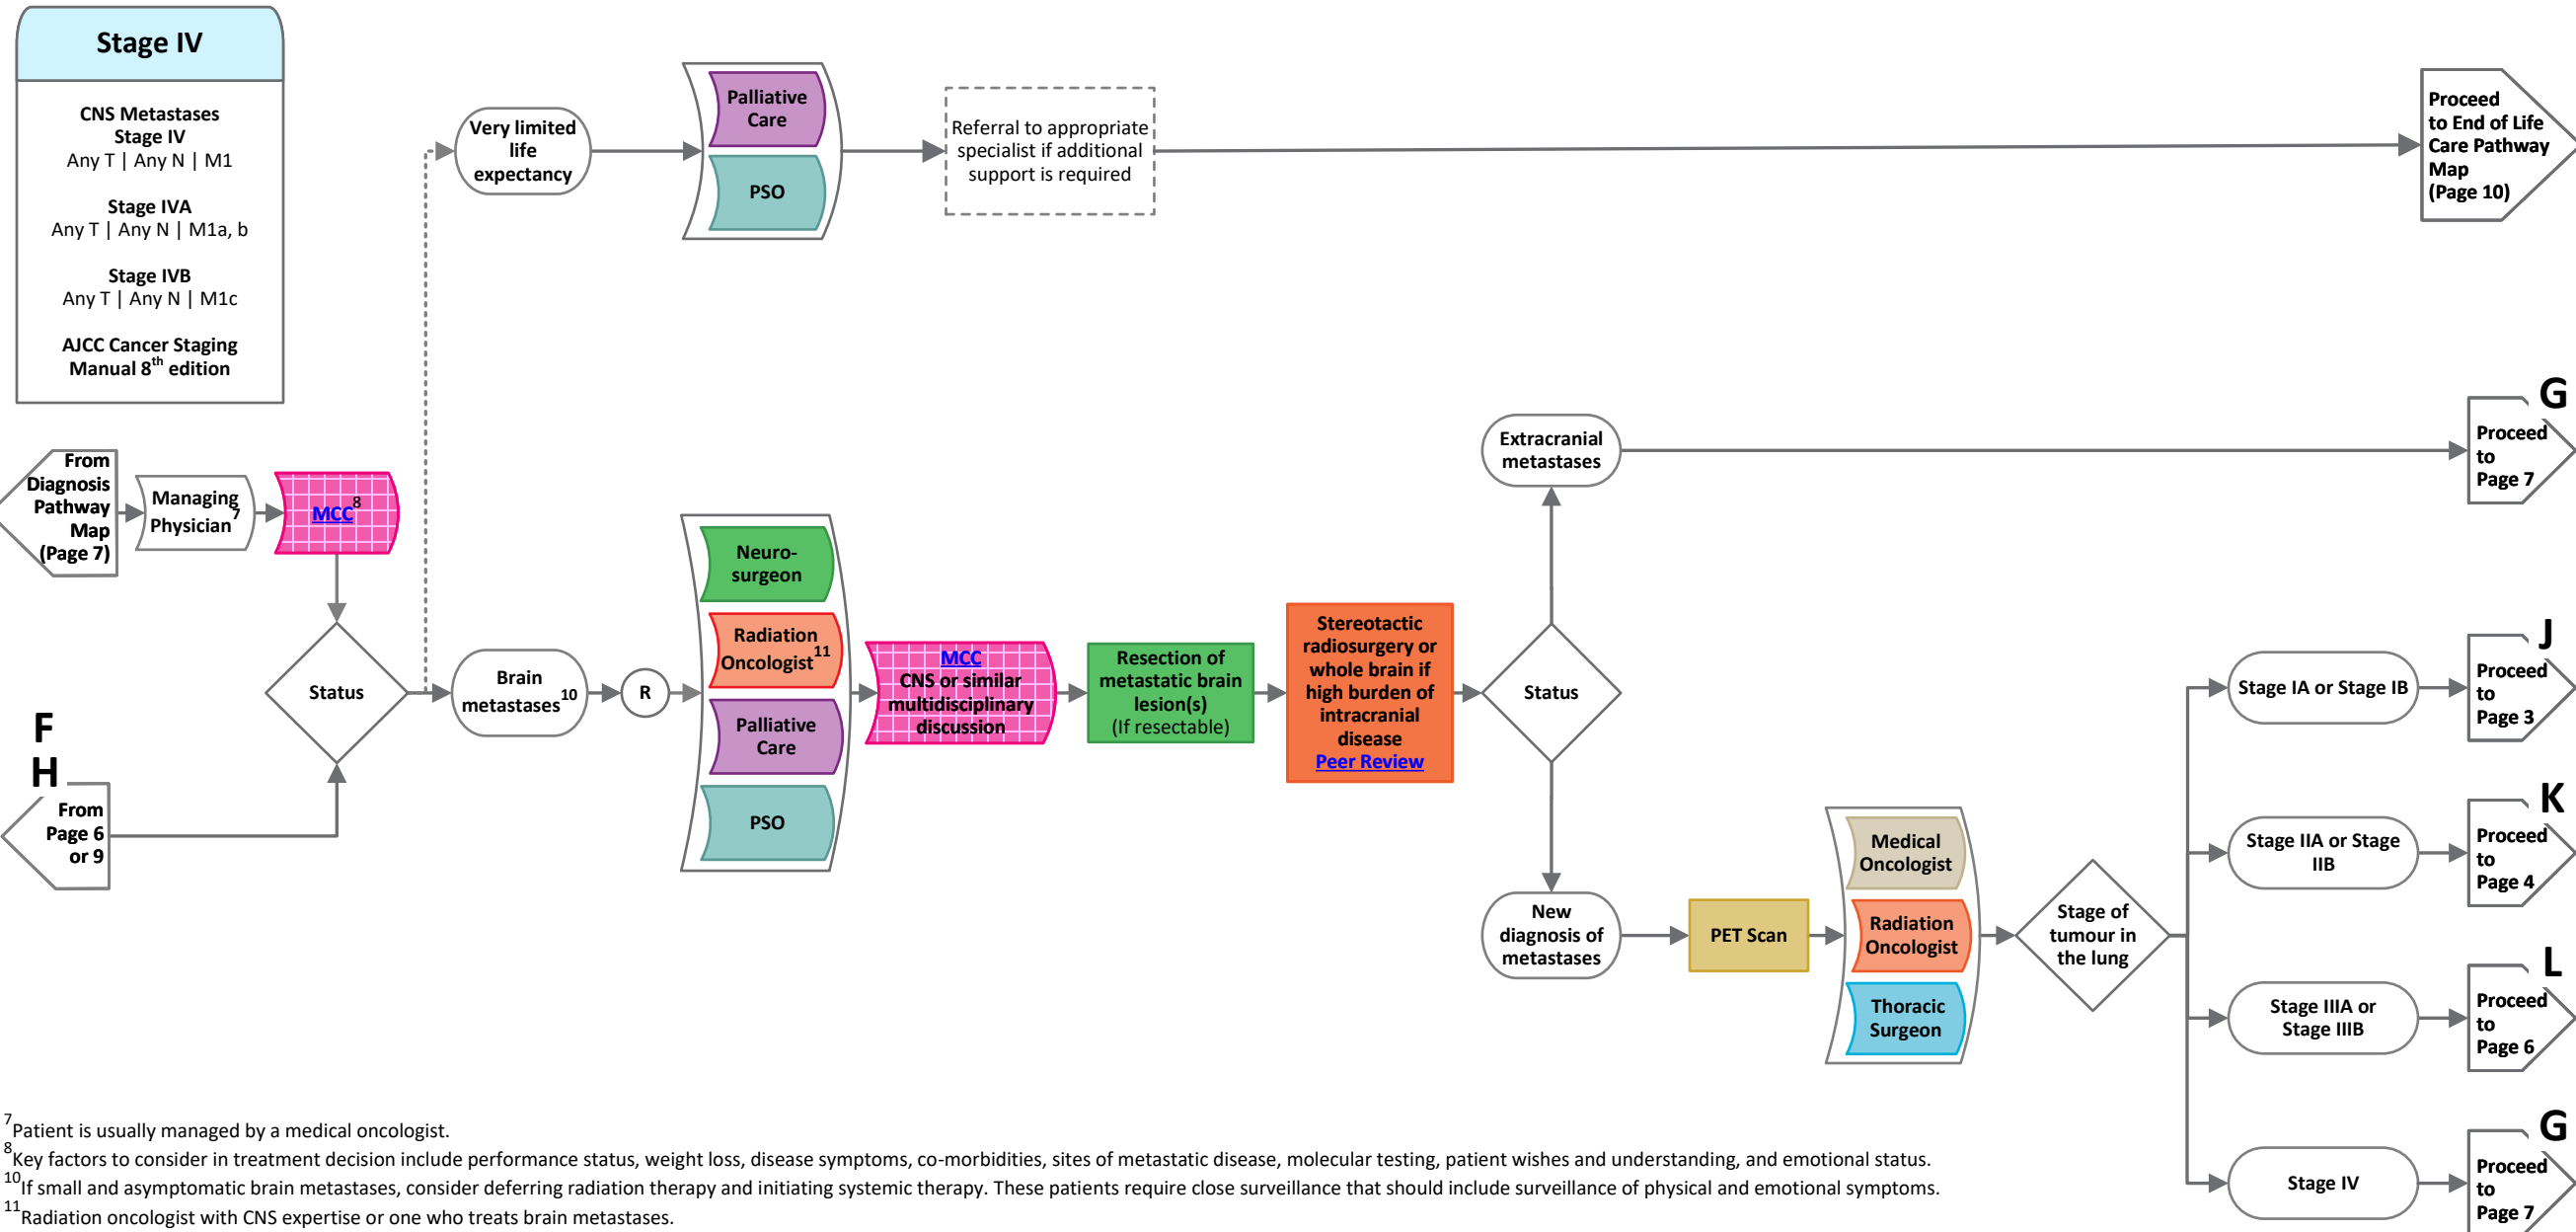 Stage IV
CNS Metastases
Stage IV
Any T | Any N | M1
Stage IVA
Any T | Any N | M1a, b
Stage IVB
Any T | Any N | M1c
AJCC Cancer Staging
Manual 8th edition
Very limited
life
expectancy
Palliative
Care
PSO
Referral to appropriate
specialist if additional
support is required
Proceed
to End of Life
Care Pathway
Map
(Page 10)
From
Diagnosis
Pathway
Map
(Page 7)
Managing
Physician7
MCC8
Status
F
H
From
Page 6
or 9
Brain
metastases10
R
Neuro-
surgeon
Radiation
Oncologist11
Palliative
Care
PSO
MCC
CNS or similar
multidisciplinary
discussion
Resection of
metastatic brain
lesion(s)
(If resectable)
Stereotactic
radiosurgery or
whole brain if
high burden of
intracranial
disease
Peer Review
Status
Extracranial
metastases
G
Proceed
to
Page 7
New
diagnosis of
metastases
PET Scan
Medical
Oncologist
Radiation
Oncologist
Thoracic
Surgeon
Stage of
tumour in
the lung
Stage IA or Stage IB
J
Proceed
to
Page 3
Stage IIA or Stage
IIB
K
Proceed
to
Page 4
Stage IIIA or
Stage IIIB
L
Proceed
to
Page 6
Stage IV
G
Proceed
to
Page 7
7Patient is usually managed by a medical oncologist.
8Key factors to consider in treatment decision include performance status, weight loss, disease symptoms, co-morbidities, sites of metastatic disease, molecular testing, patient wishes and understanding, and emotional status.
10If small and asymptomatic brain metastases, consider deferring radiation therapy and initiating systemic therapy. These patients require close surveillance that should include surveillance of physical and emotional symptoms.
11Radiation oncologist with CNS expertise or one who treats brain metastases.